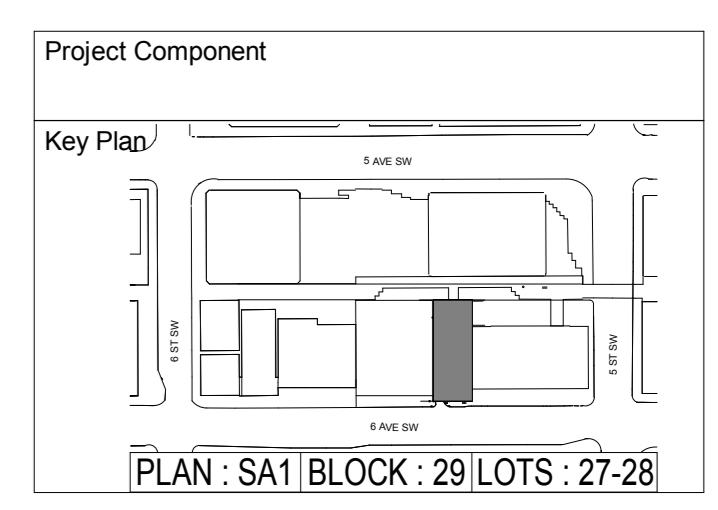 Project Component
Key Plan
5 AVE SW
6 ST SW
5 ST SW
6 AVE SW
PLAN : SA1 BLOCK : 29 LOTS : 27-28